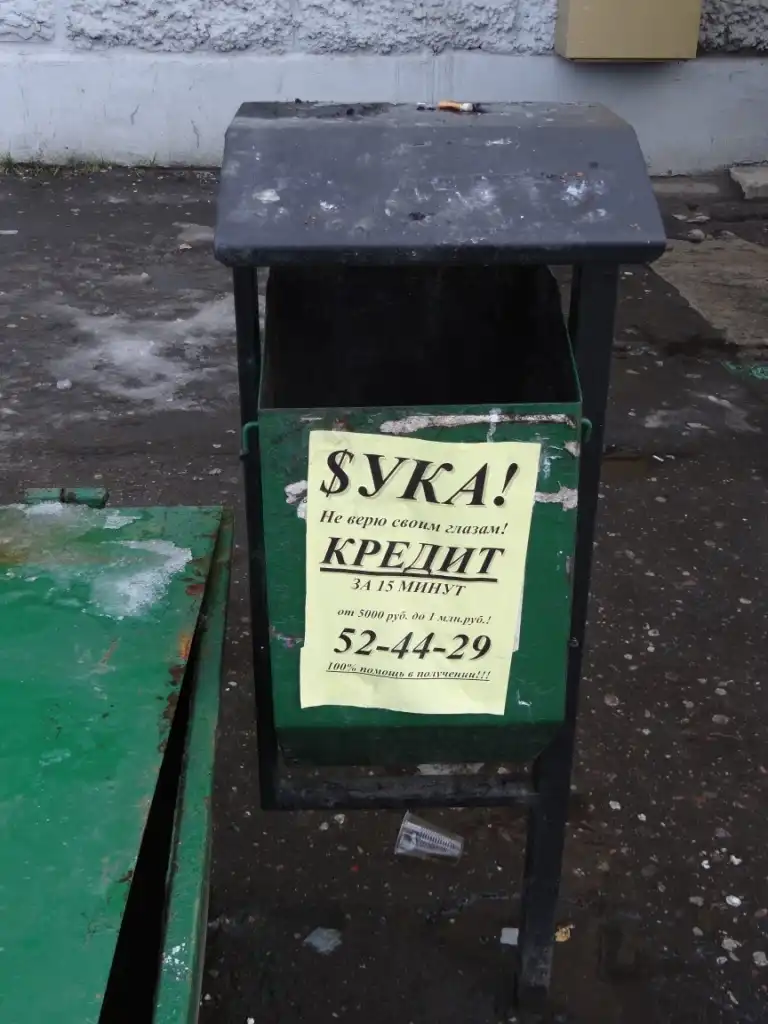 $УКА!
Не верю своим глазам!
КРЕДИТ
ЗА 15 МИНУТ
от 5000 руб. до 1 млн.руб.!
52-44-29
100% помощь в получении!!!